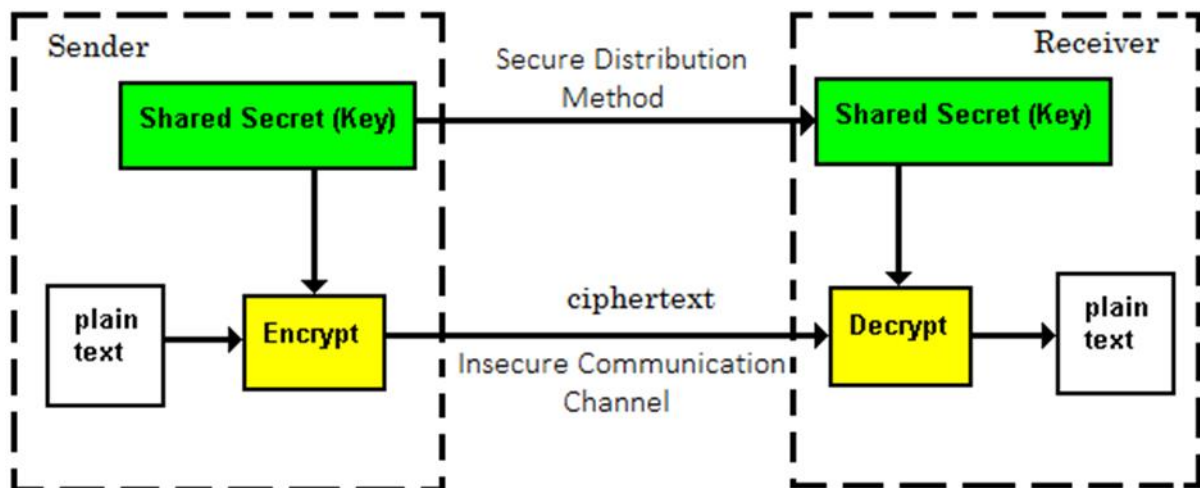 Sender
Receiver
Secure Distribution
Method
Shared Secret (Key)
Shared Secret (Key)
plain
text
Encrypt
ciphertext
Insecure Communication
Channel
Decrypt
plain
text